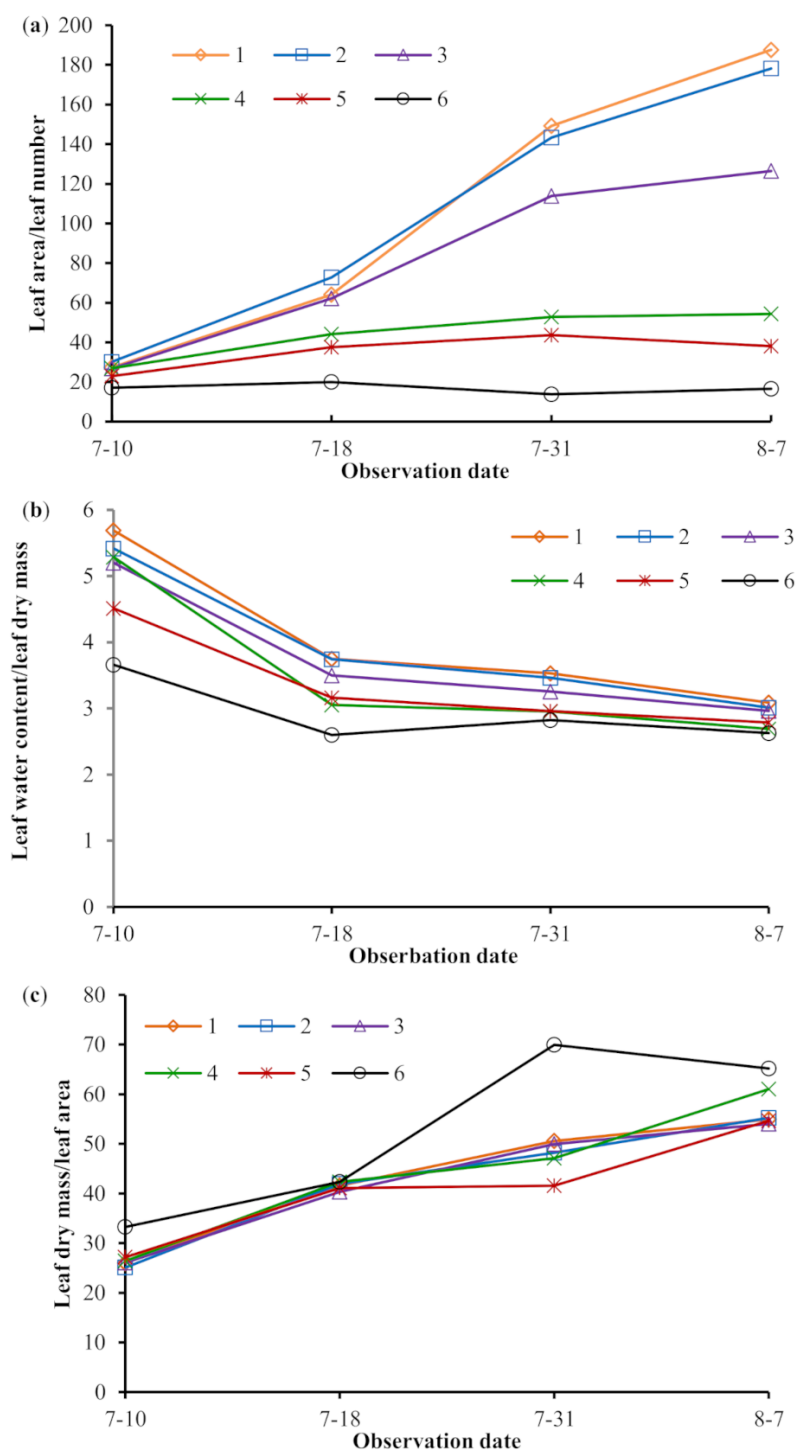 (a)
200
180
160
140
120
100
80
60
40
20
0
1 2 3
4 5 6
Leaf area/leaf number
7-10 7-18 7-31 8-7
Observation date
(b)
6
5
4
3
2
1
0
1 2 3
4 5 6
Leaf water content/leaf dry mass
7-10 7-18 7-31 8-7
Obserbation date
(c)
80
70
60
50
40
30
20
10
0
1 2 3
4 5 6
Leaf dry mass/leaf area
7-10 7-18 7-31 8-7
Observation date